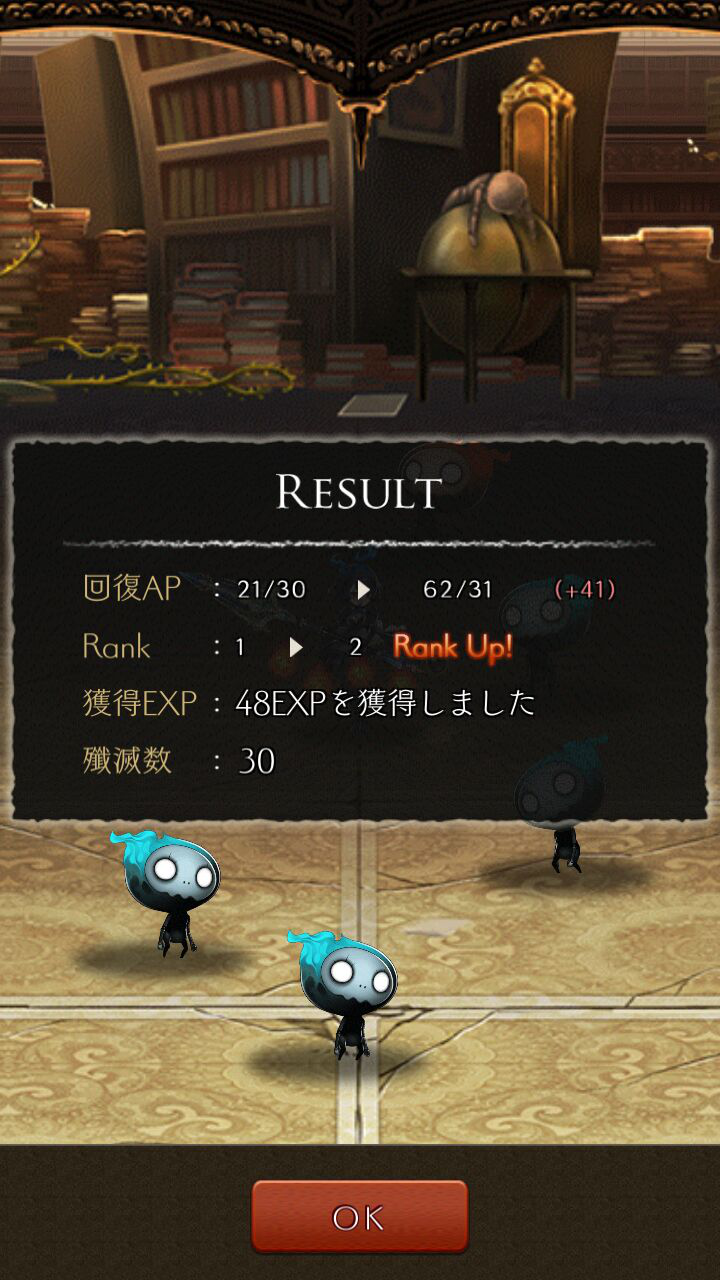 RESULT
回復AP : 21/30 ▶ 62/31 (+41)
Rank : 1 ▶ 2 Rank Up!
獲得EXP : 48EXPを獲得しました
殲滅数 : 30
OK